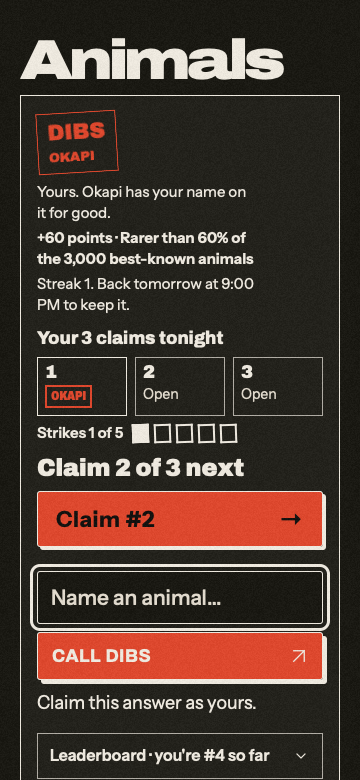 Animals
DIBS
OKAPI
Yours. Okapi has your name on
it for good.
+60 points · Rarer than 60% of
the 3,000 best-known animals
Streak 1. Back tomorrow at 9:00
PM to keep it.
Your 3 claims tonight
1
OKAPI
2
Open
3
Open
Strikes 1 of 5
Claim 2 of 3 next
Claim #2 →
Name an animal...
CALL DIBS
Claim this answer as yours.
Leaderboard · you're #4 so far